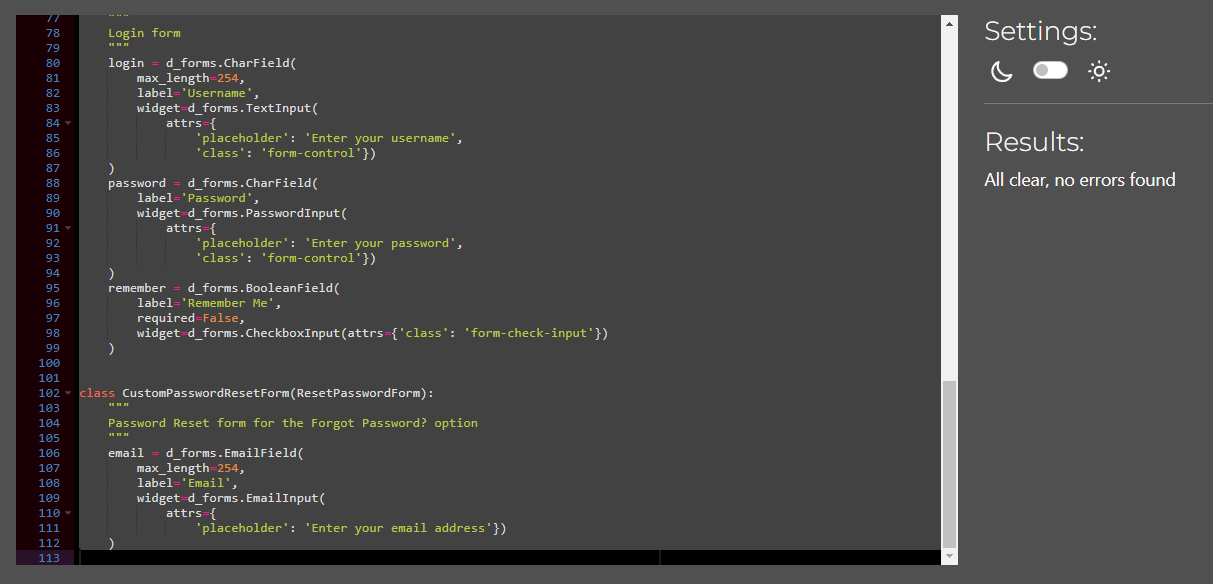 77 """
78     Login form
79     """
80     login = d_forms.CharField(
81         max_length=254,
82         label='Username',
83         widget=d_forms.TextInput(
84             attrs={
85                 'placeholder': 'Enter your username',
86                 'class': 'form-control'})
87     )
88     password = d_forms.CharField(
89         label='Password',
90         widget=d_forms.PasswordInput(
91             attrs={
92                 'placeholder': 'Enter your password',
93                 'class': 'form-control'})
94     )
95     remember = d_forms.BooleanField(
96         label='Remember Me',
97         required=False,
98         widget=d_forms.CheckboxInput(attrs={'class': 'form-check-input'})
99     )
100
101
102 class CustomPasswordResetForm(ResetPasswordForm):
103     """
104     Password Reset form for the Forgot Password? option
105     """
106     email = d_forms.EmailField(
107         max_length=254,
108         label='Email',
109         widget=d_forms.EmailInput(
110             attrs={
111                 'placeholder': 'Enter your email address'})
112     )
113
Settings:
Results:
All clear, no errors found